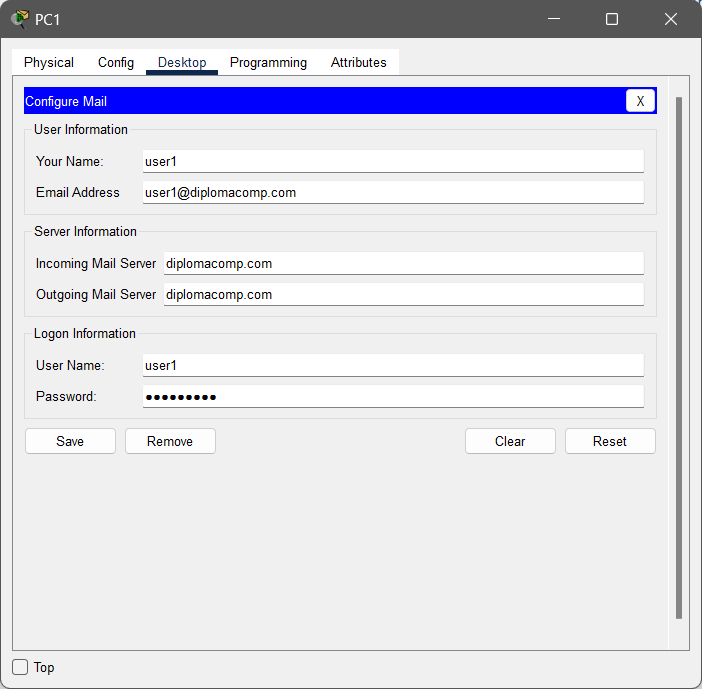 PC1
Physical Config Desktop Programming Attributes
Configure Mail X
User Information
Your Name: user1
Email Address user1@diplomacomp.com
Server Information
Incoming Mail Server diplomacomp.com
Outgoing Mail Server diplomacomp.com
Logon Information
User Name: user1
Password: ●●●●●●●●●
Save Remove Clear Reset
Top